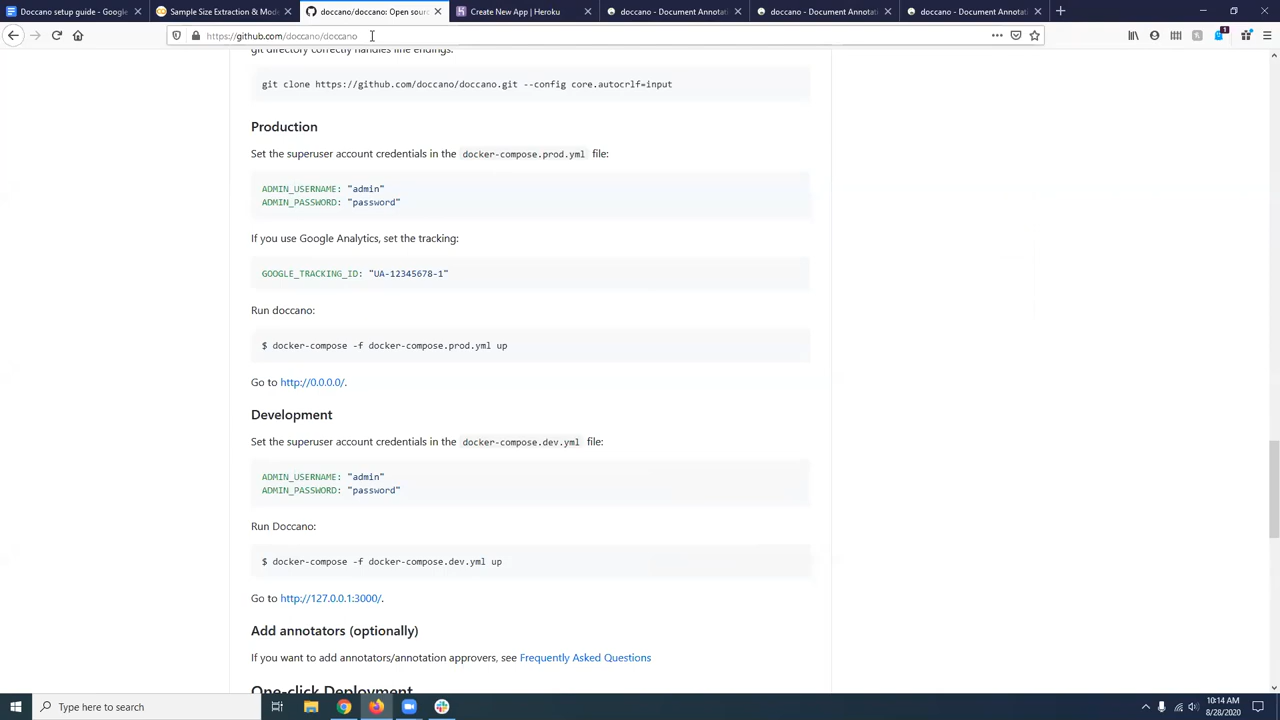 Doccano setup guide - Google
Sample Size Extraction & Mode
doccano/doccano: Open sourc
Create New App | Heroku
doccano - Document Annotat
doccano - Document Annotat
doccano - Document Annotat
https://github.com/doccano/doccano
git directory correctly handles line endings.
git clone https://github.com/doccano/doccano.git --config core.autocrlf=input
Production
Set the superuser account credentials in the docker-compose.prod.yml file:
ADMIN_USERNAME: "admin"
ADMIN_PASSWORD: "password"
If you use Google Analytics, set the tracking:
GOOGLE_TRACKING_ID: "UA-12345678-1"
Run doccano:
$ docker-compose -f docker-compose.prod.yml up
Go to http://0.0.0.0/.
Development
Set the superuser account credentials in the docker-compose.dev.yml file:
ADMIN_USERNAME: "admin"
ADMIN_PASSWORD: "password"
Run Doccano:
$ docker-compose -f docker-compose.dev.yml up
Go to http://127.0.0.1:3000/.
Add annotators (optionally)
If you want to add annotators/annotation approvers, see Frequently Asked Questions
One-click Deployment
Type here to search
10:14 AM
8/28/2020